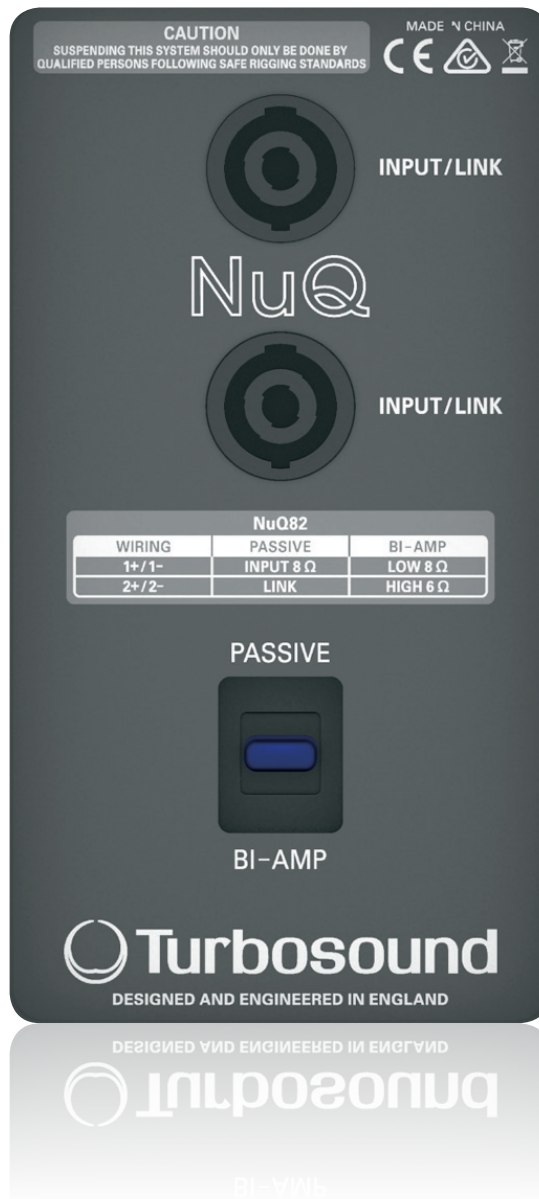 CAUTION
SUSPENDING THIS SYSTEM SHOULD ONLY BE DONE BY
QUALIFIED PERSONS FOLLOWING SAFE RIGGING STANDARDS
MADE N CHINA
CE
INPUT/LINK
NuQ
INPUT/LINK
NuQ82
WIRING PASSIVE BI-AMP
1+/1- INPUT 8 Ω LOW 8 Ω
2+/2- LINK HIGH 6 Ω
PASSIVE
BI-AMP
Turbosound
DESIGNED AND ENGINEERED IN ENGLAND